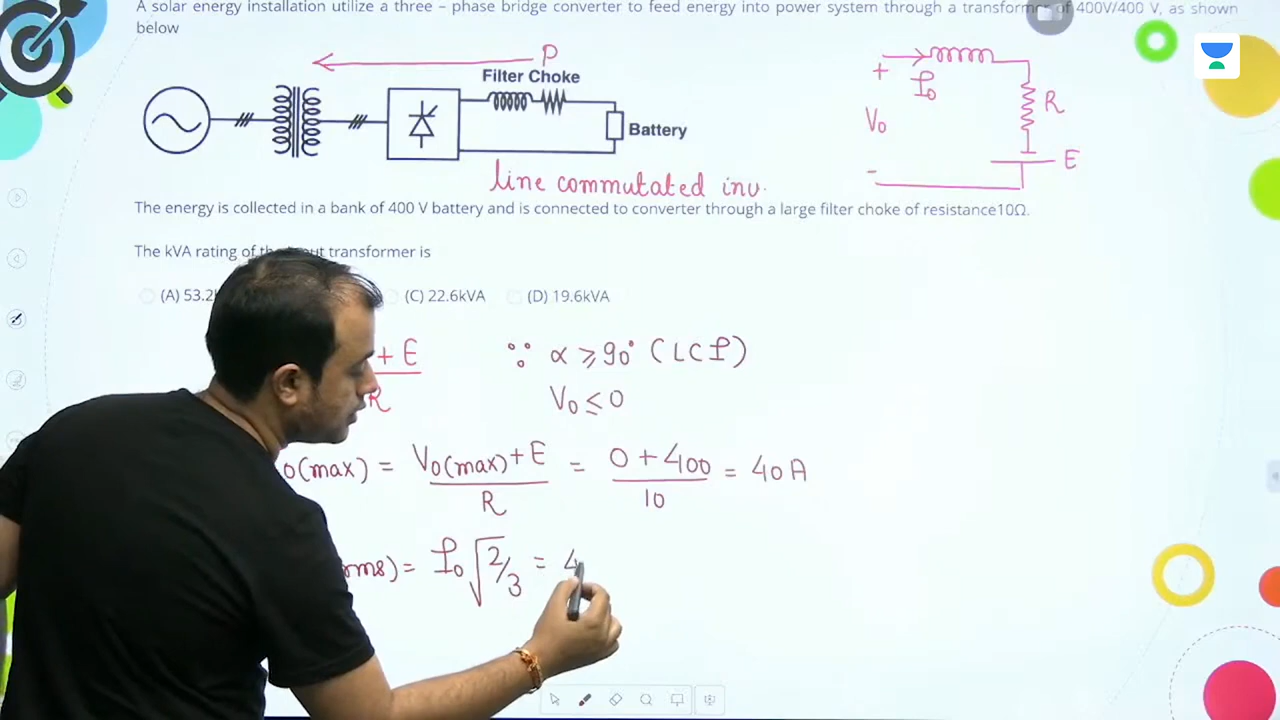 A solar energy installation utilize a three – phase bridge converter to feed energy into power system through a transformer of 400V/400 V, as shown
below
P
Filter Choke
Battery
line commutated inv.
+
I₀
V₀
R
E
-
The energy is collected in a bank of 400 V battery and is connected to converter through a large filter choke of resistance10Ω.
The kVA rating of the transformer is
(A) 53.2
(C) 22.6kVA
(D) 19.6kVA
+ E
R
∵ α ⩾ 90° (LCI)
V₀ ≤ 0
0(max) = V₀(max)+E / R = 0 + 400 / 10 = 40A
rms) = I₀ √2/3 = 4